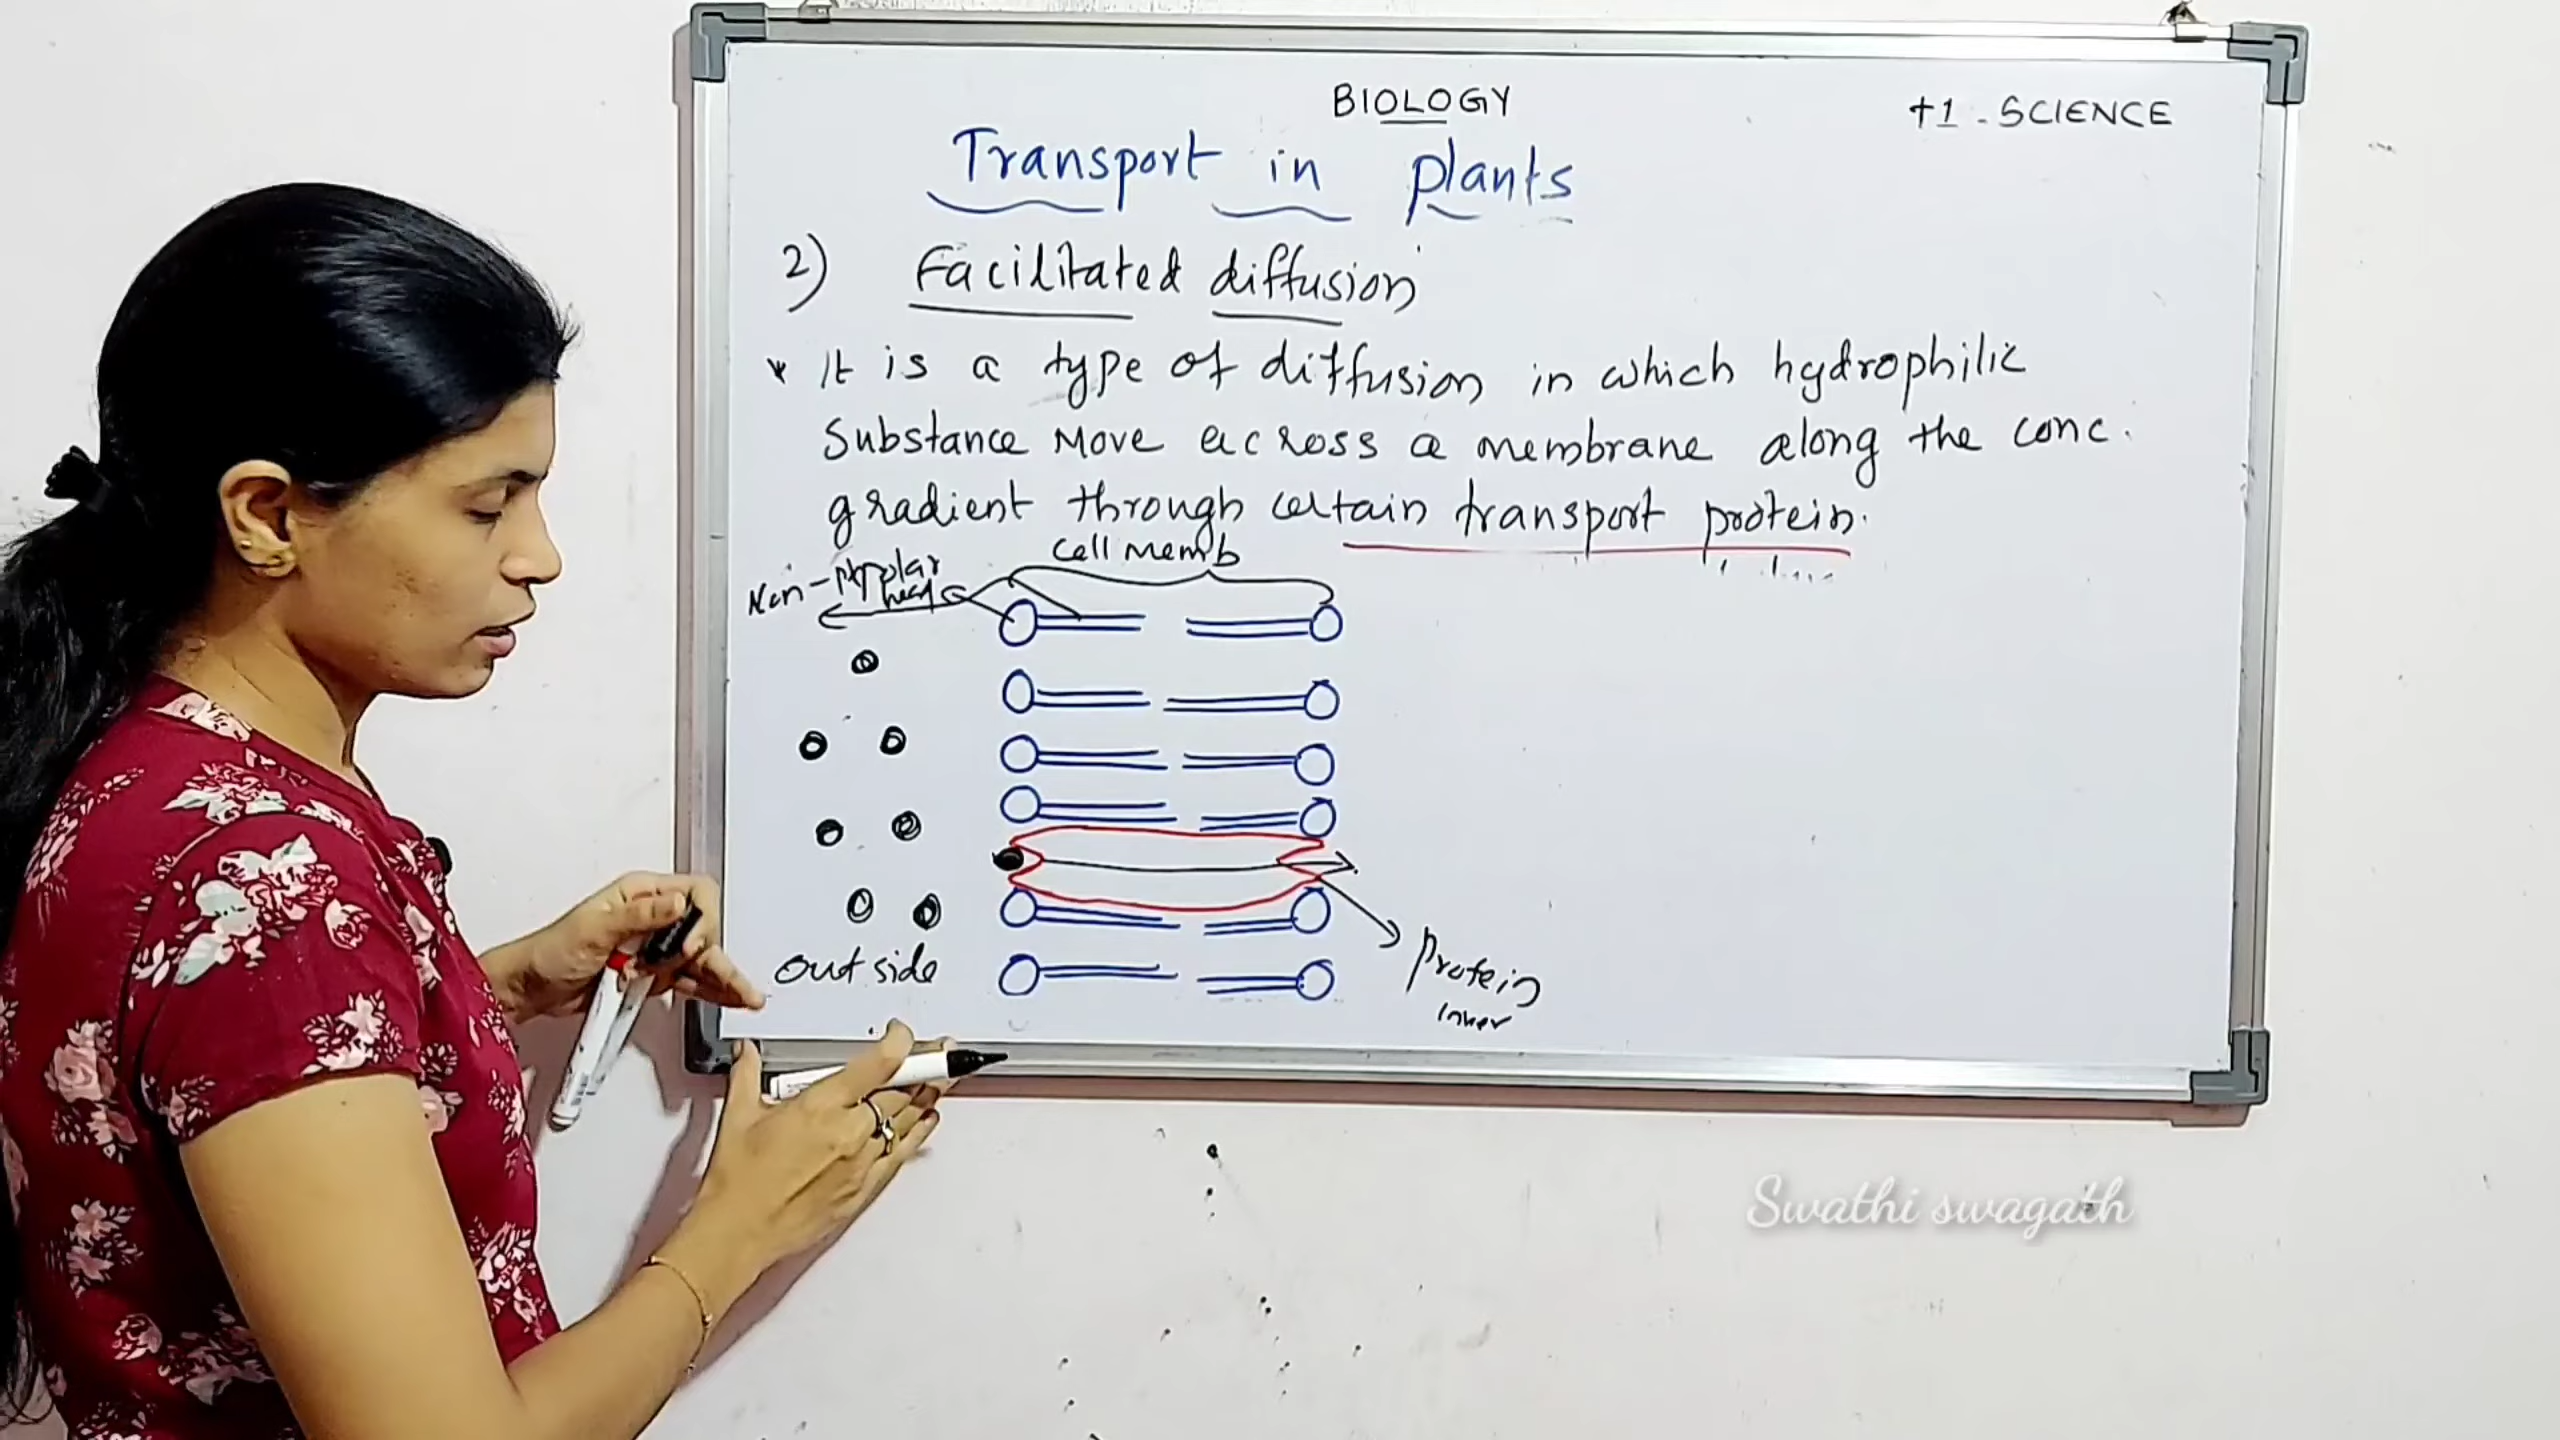 BIOLOGY
+1 - SCIENCE
Transport in plants
2) Facilitated diffusion
* It is a type of diffusion in which hydrophilic
Substance Move across a membrane along the conc.
gradient through certain transport protein.
cell memb
Non-
polar
head
out side
protein
Swathi swagath